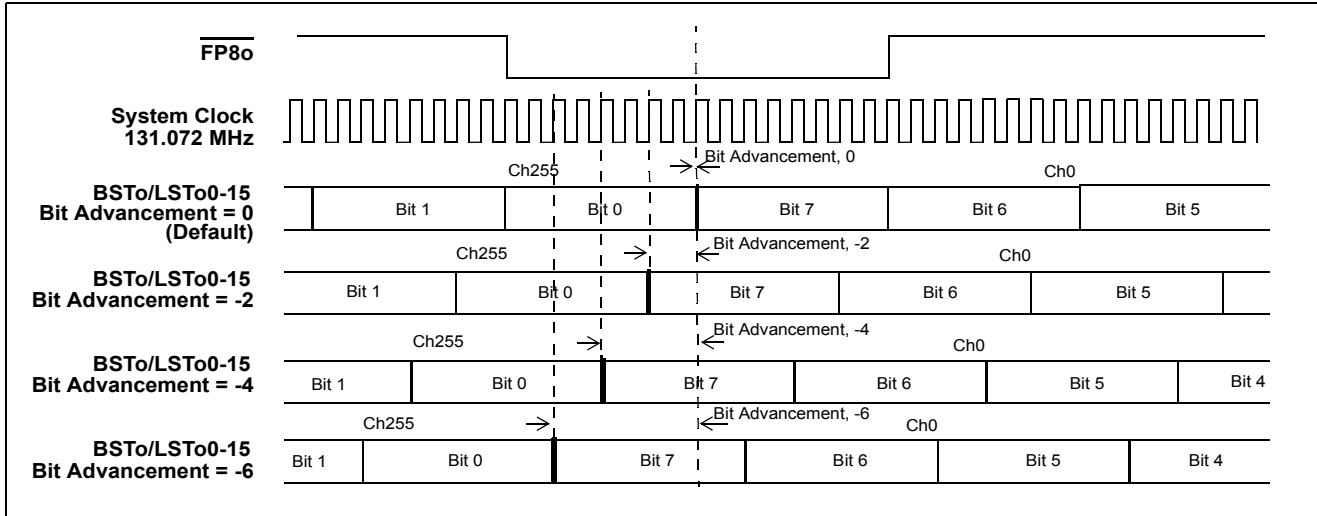 FP8o
System Clock
131.072 MHz
Bit Advancement, 0
Ch255
Ch0
BSTo/LSTo0-15
Bit Advancement = 0
(Default)
Bit 1
Bit 0
Bit 7
Bit 6
Bit 5
Bit Advancement, -2
Ch255
Ch0
BSTo/LSTo0-15
Bit Advancement = -2
Bit 1
Bit 0
Bit 7
Bit 6
Bit 5
Bit Advancement, -4
Ch255
Ch0
BSTo/LSTo0-15
Bit Advancement = -4
Bit 1
Bit 0
Bit 7
Bit 6
Bit 5
Bit 4
Bit Advancement, -6
Ch255
Ch0
BSTo/LSTo0-15
Bit Advancement = -6
Bit 1
Bit 0
Bit 7
Bit 6
Bit 5
Bit 4